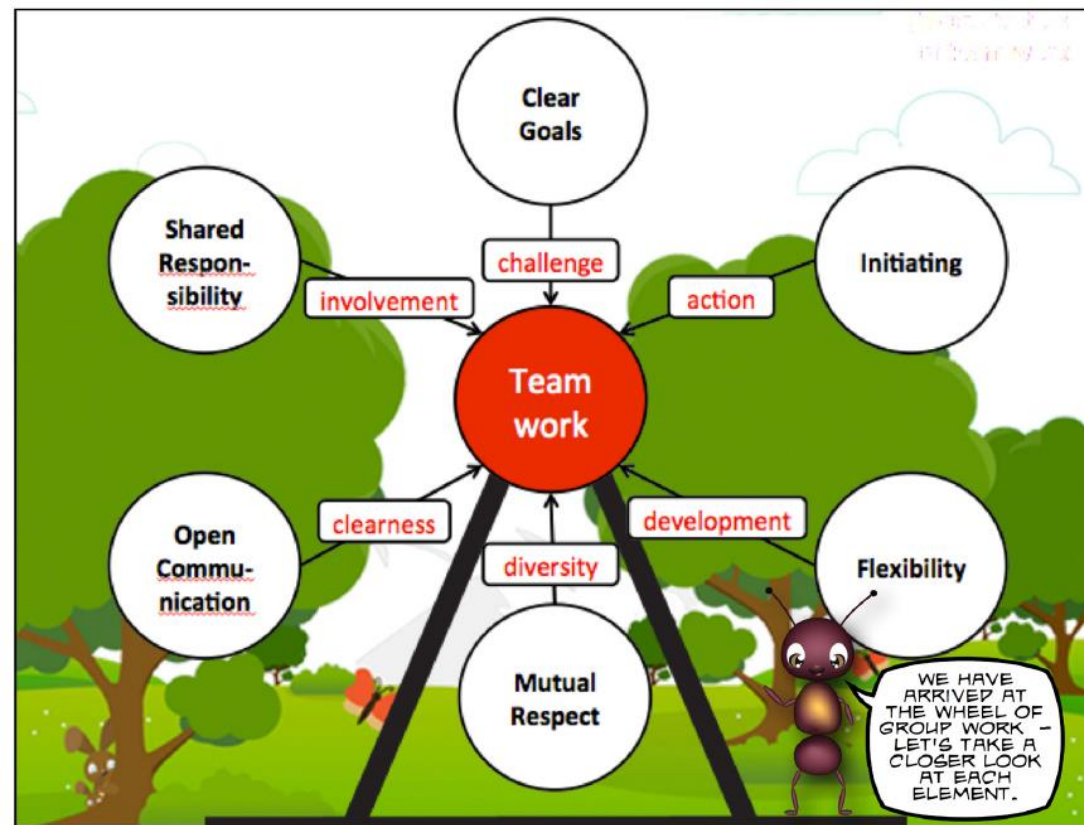 Clear
Goals
Shared
Respon-
sibility
Initiating
challenge
involvement
action
Team
work
clearness
development
diversity
Open
Commu-
nication
Flexibility
Mutual
Respect
WE HAVE
ARRIVED AT
THE WHEEL OF
GROUP WORK –
LET'S TAKE A
CLOSER LOOK
AT EACH
ELEMENT.